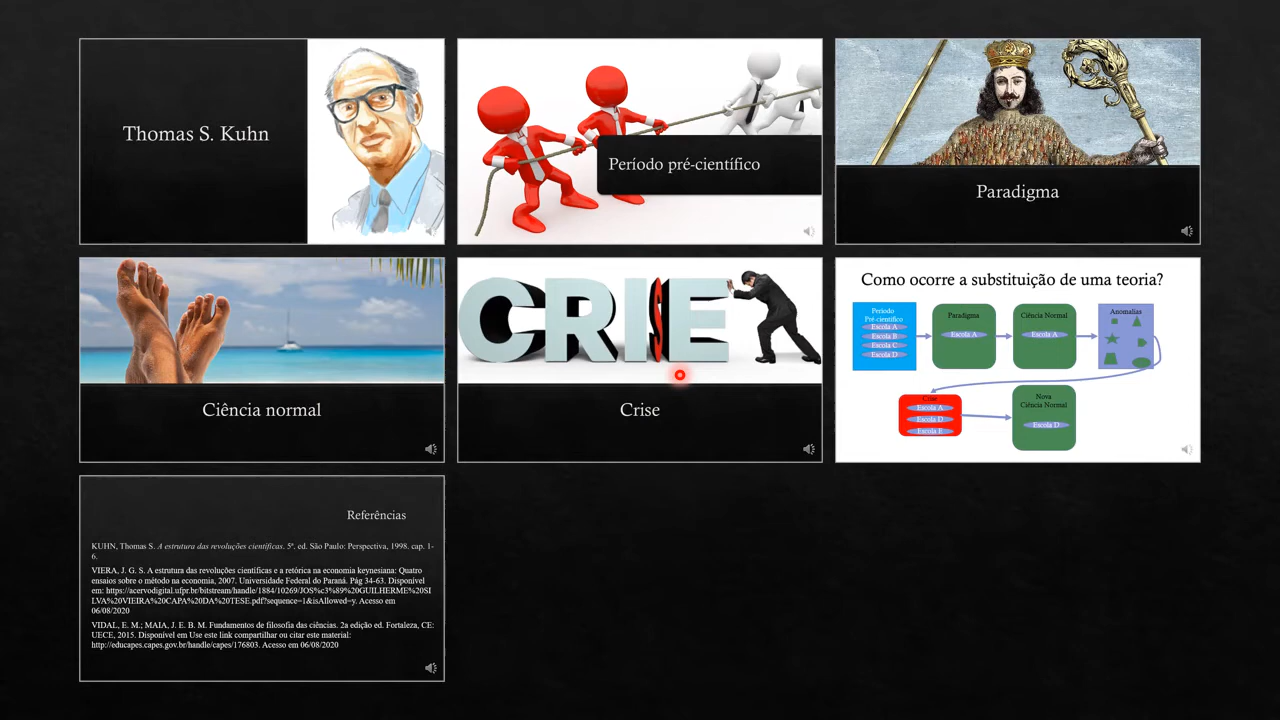 Thomas S. Kuhn
Período pré-científico
Paradigma
Ciência normal
CRISE
Crise
Como ocorre a substituição de uma teoria?
Período
Pré-científico
Escola A
Escola B
Escola C
Escola D
Paradigma
Escola A
Ciência Normal
Escola A
Anomalias
Crise
Escola A
Escola D
Escola E
Nova
Ciência Normal
Escola D
Referências
KUHN, Thomas S. A estrutura das revoluções científicas. 5ª. ed. São Paulo: Perspectiva, 1998. cap. 1-
6.
VIERA, J. G. S. A estrutura das revoluções científicas e a retórica na economia keynesiana: Quatro
ensaios sobre o método na economia, 2007. Universidade Federal do Paraná. Pág 34-63. Disponível
em: https://acervodigital.ufpr.br/bitstream/handle/1884/10269/JOS%c3%89%20GUILHERME%20SI
LVA%20VIEIRA%20CAPA%20DA%20TESE.pdf?sequence=1&isAllowed=y. Acesso em
06/08/2020
VIDAL, E. M.; MAIA, J. E. B. M. Fundamentos de filosofia das ciências. 2a edição ed. Fortaleza, CE:
UECE, 2015. Disponível em Use este link compartilhar ou citar este material:
http://educapes.capes.gov.br/handle/capes/176803. Acesso em 06/08/2020